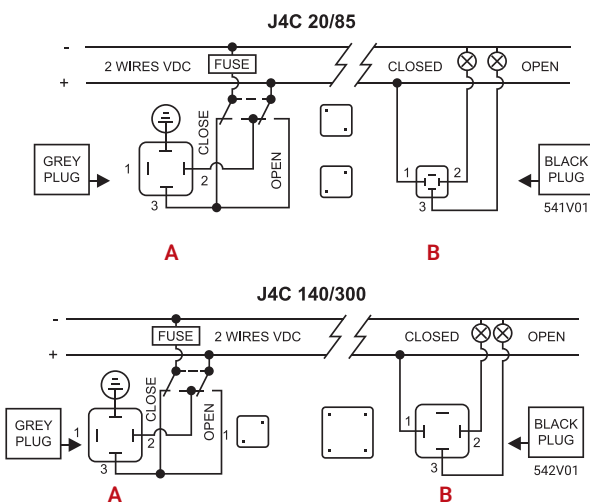 J4C 20/85
-
2 WIRES VDC
FUSE
CLOSED
OPEN
+
CLOSE
OPEN
GREY
PLUG
1
2
3
1
2
3
BLACK
PLUG
541V01
A
B
J4C 140/300
-
FUSE
2 WIRES VDC
CLOSED
OPEN
+
CLOSE
OPEN
GREY
PLUG
1
2
3
1
1
2
3
BLACK
PLUG
542V01
A
B